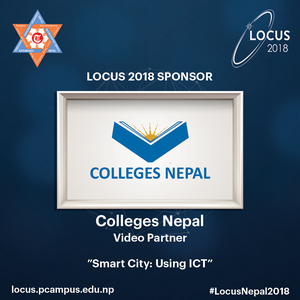 LOCUS
2018
LOCUS 2018 SPONSOR
COLLEGES NEPAL
Colleges Nepal
Video Partner
“Smart City: Using ICT”
locus.pcampus.edu.np
#LocusNepal2018